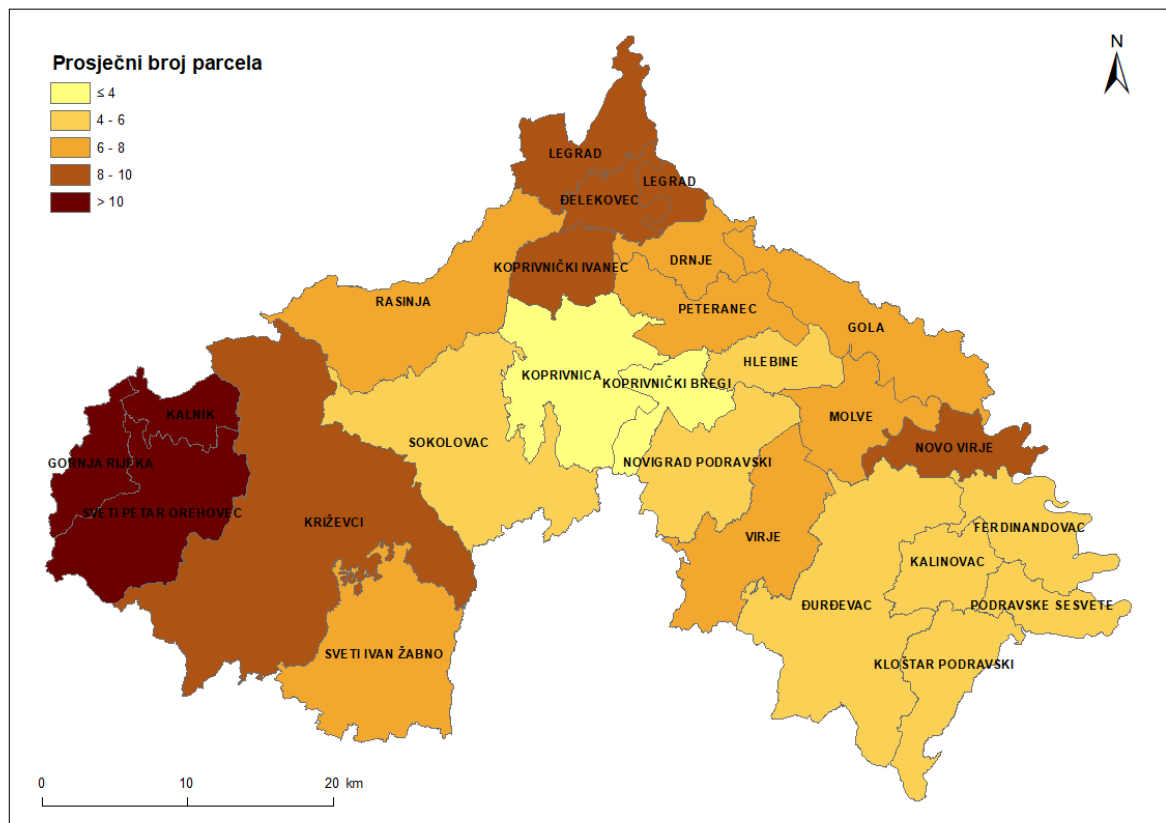 Prosječni broj parcela
≤ 4
4 - 6
6 - 8
8 - 10
> 10
N
LEGRAD
LEGRAD
ĐELEKOVEC
KOPRIVNIČKI IVANEC
DRNJE
RASINJA
PETERANEC
GOLA
HLEBINE
KOPRIVNICA
KOPRIVNIČKI BREGI
KALNIK
MOLVE
SOKOLOVAC
NOVO VIRJE
GORNJA RIJEKA
NOVIGRAD PODRAVSKI
SVETI PETAR OREHOVEC
KRIŽEVCI
FERDINANDOVAC
VIRJE
KALINOVAC
ĐURĐEVAC
PODRAVSKE SESVETE
SVETI IVAN ŽABNO
KLOŠTAR PODRAVSKI
0 10 20 km